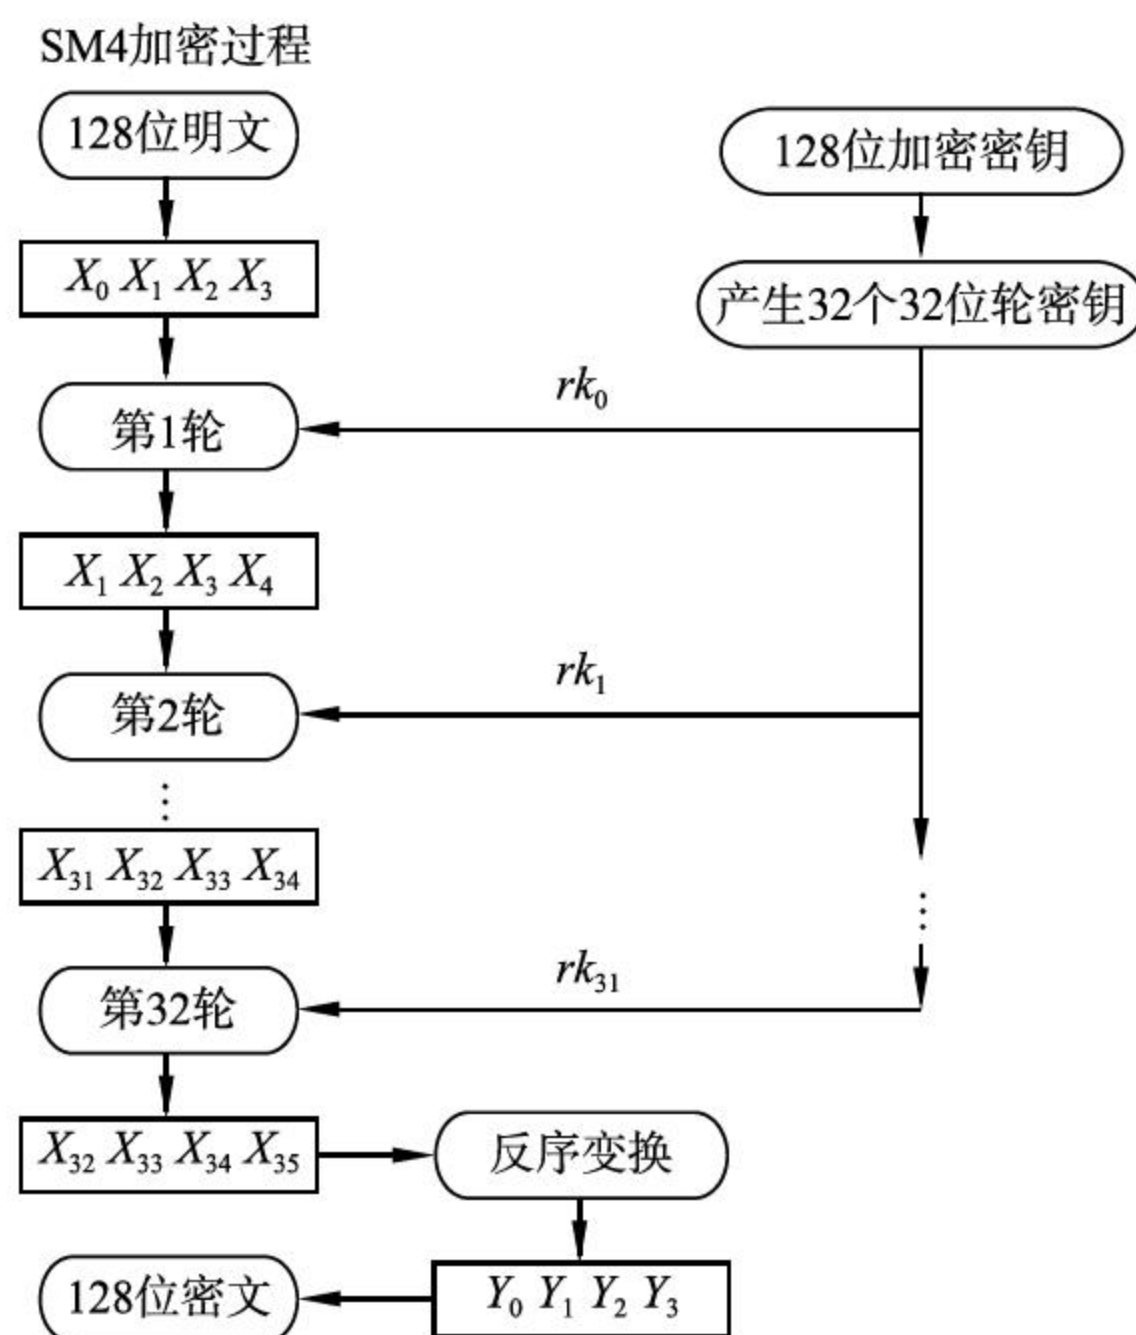 SM4加密过程
128位明文
128位加密密钥
X₀ X₁ X₂ X₃
产生32个32位轮密钥
rk₀
第1轮
X₁ X₂ X₃ X₄
rk₁
第2轮
⋮
X₃₁ X₃₂ X₃₃ X₃₄
⋮
rk₃₁
第32轮
X₃₂ X₃₃ X₃₄ X₃₅
反序变换
128位密文
Y₀ Y₁ Y₂ Y₃